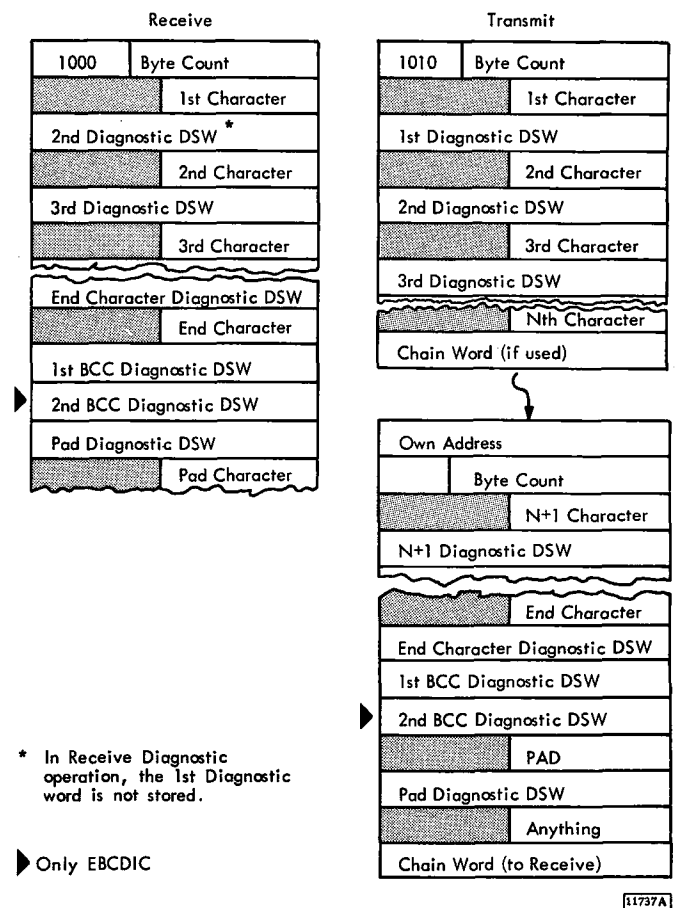 Receive
1000 Byte Count
1st Character
2nd Diagnostic DSW *
2nd Character
3rd Diagnostic DSW
3rd Character
End Character Diagnostic DSW
End Character
1st BCC Diagnostic DSW
2nd BCC Diagnostic DSW
Pad Diagnostic DSW
Pad Character
* In Receive Diagnostic
operation, the 1st Diagnostic
word is not stored.
Only EBCDIC
Transmit
1010 Byte Count
1st Character
1st Diagnostic DSW
2nd Character
2nd Diagnostic DSW
3rd Character
3rd Diagnostic DSW
Nth Character
Chain Word (if used)
Own Address
Byte Count
N+1 Character
N+1 Diagnostic DSW
End Character
End Character Diagnostic DSW
1st BCC Diagnostic DSW
2nd BCC Diagnostic DSW
PAD
Pad Diagnostic DSW
Anything
Chain Word (to Receive)
11737A